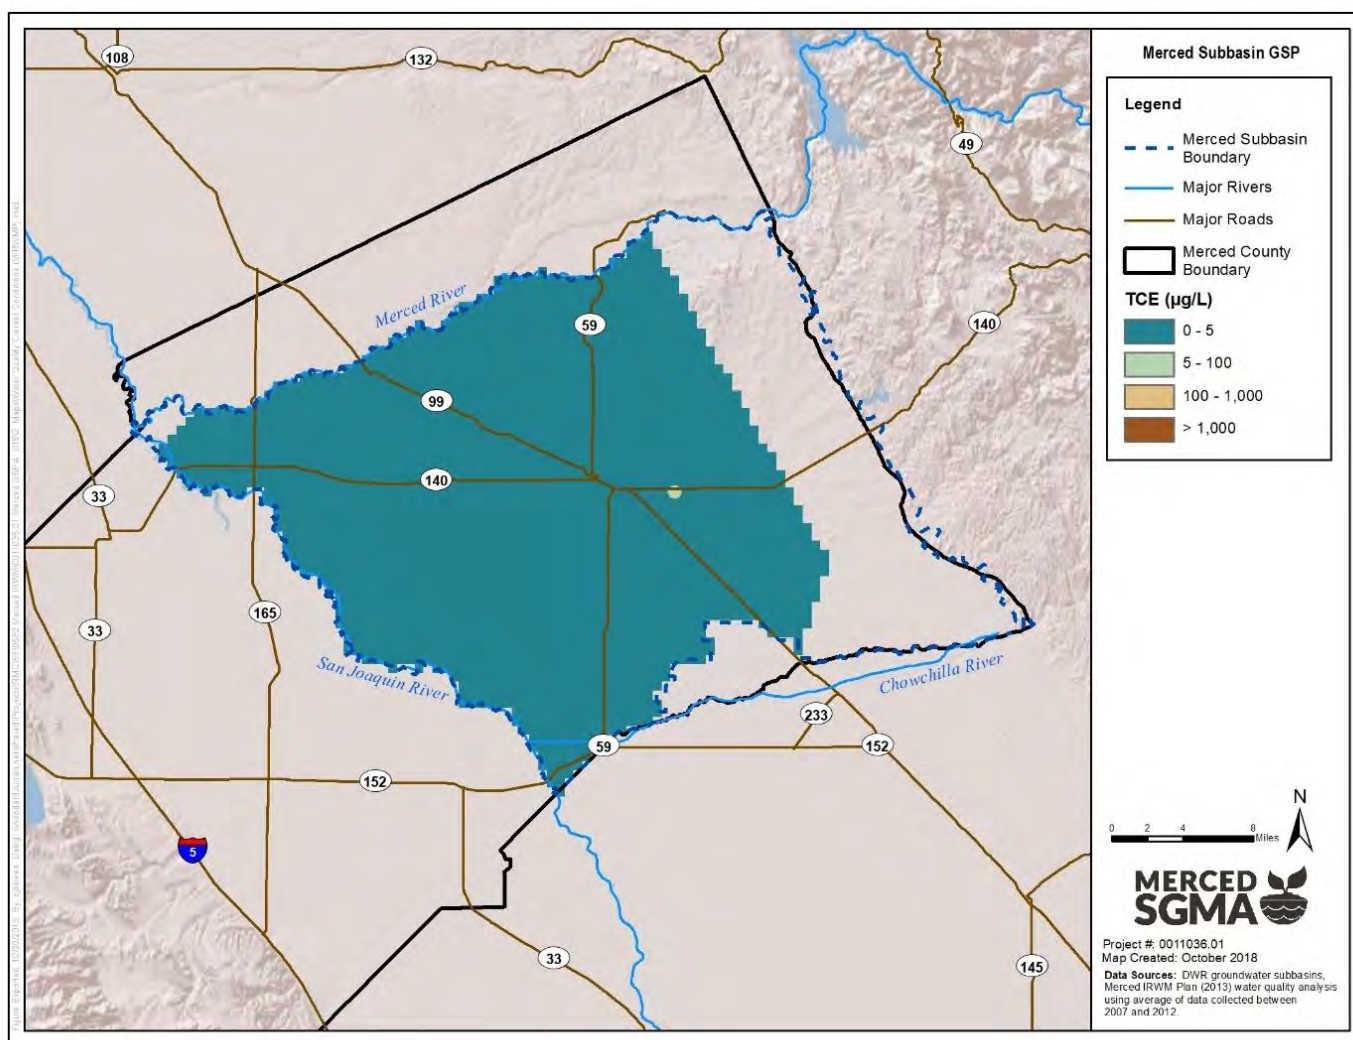 Merced Subbasin GSP
Legend
Merced Subbasin
Boundary
Major Rivers
Major Roads
Merced County
Boundary
TCE (µg/L)
0 - 5
5 - 100
100 - 1,000
> 1,000
108
132
49
Merced River
59
140
99
140
33
165
33
San Joaquin River
Chowchilla River
233
59
152
152
5
33
145
N
0 2 4 8
Miles
MERCED
SGMA
Project #: 0011036.01
Map Created: October 2018
Data Sources: DWR groundwater subbasins,
Merced IRWM Plan (2013) water quality analysis
using average of data collected between
2007 and 2012.